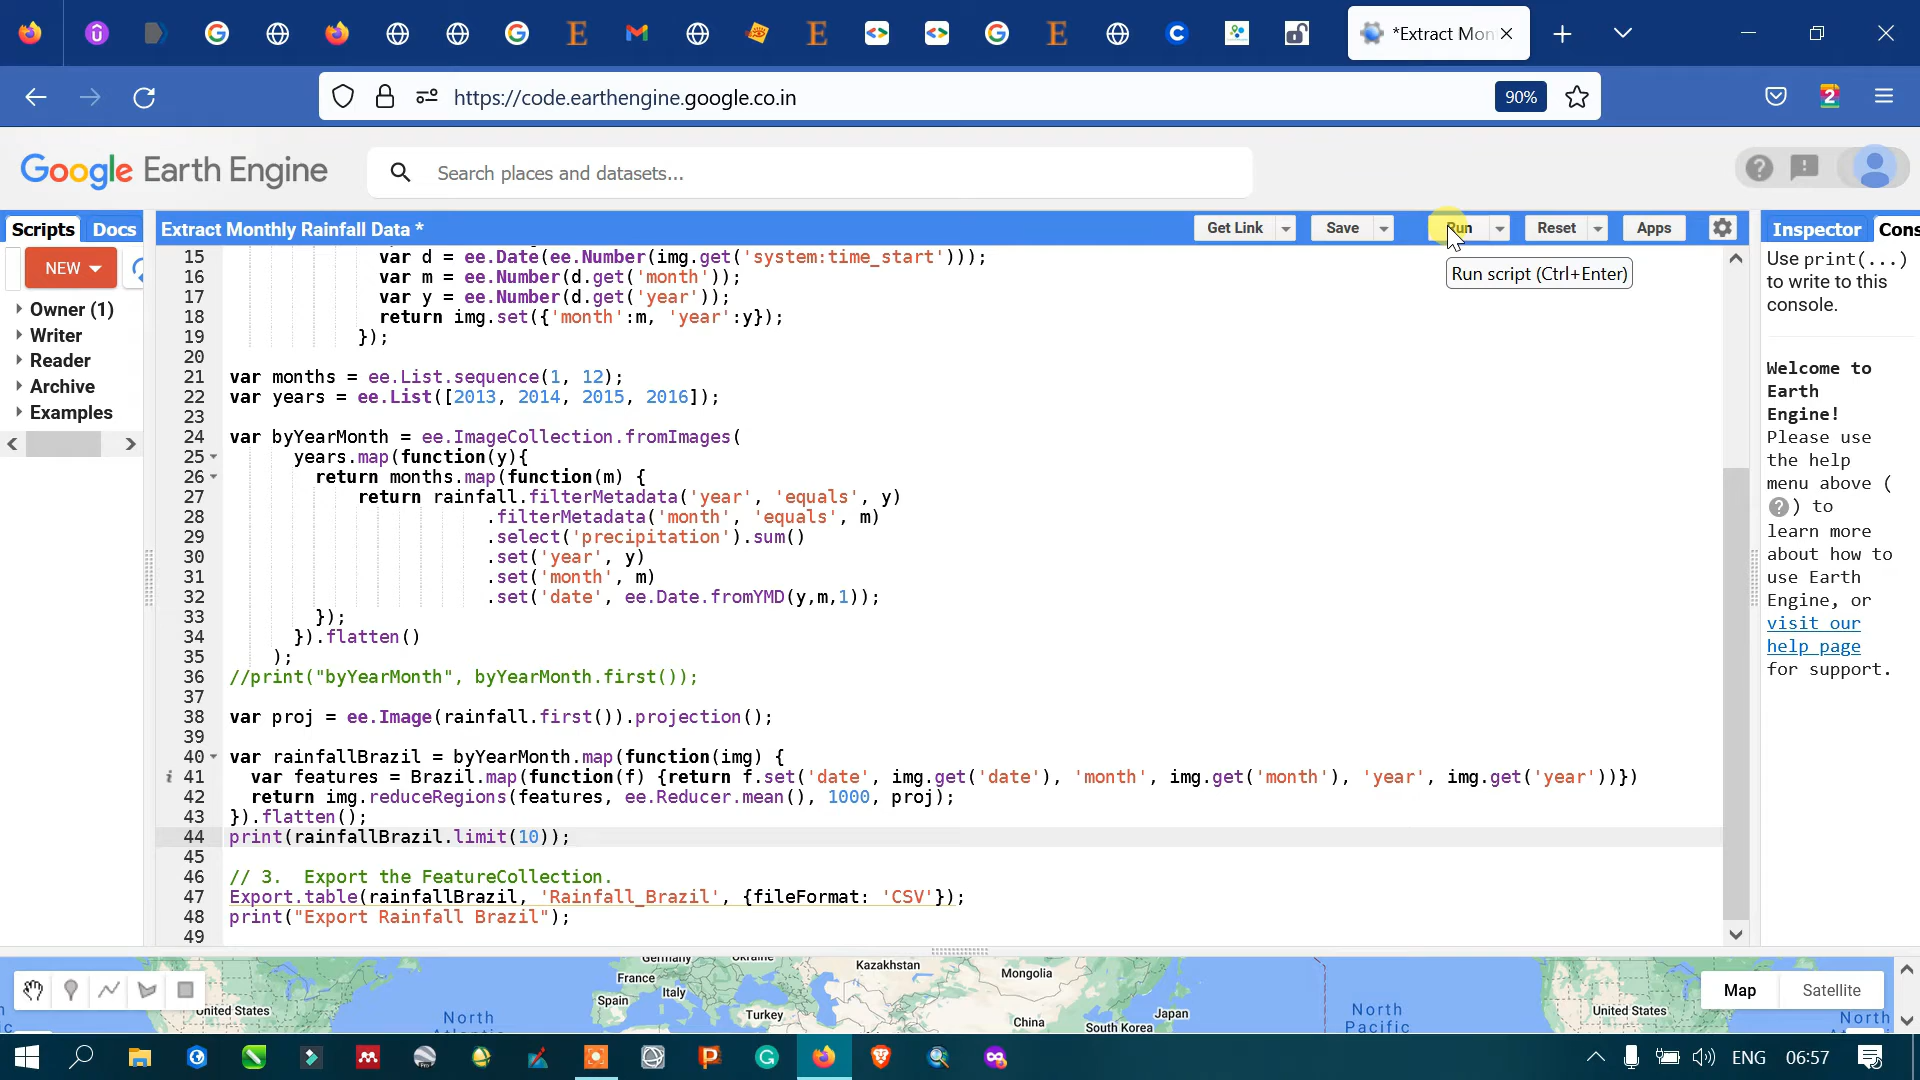 *Extract Mon
https://code.earthengine.google.co.in
90%
2
Google Earth Engine
Search places and datasets...
Scripts
Docs
Extract Monthly Rainfall Data *
Get Link
Save
Run
Reset
Apps
Inspector
Cons
Run script (Ctrl+Enter)
NEW
Owner (1)
Writer
Reader
Archive
Examples
15 var d = ee.Date(ee.Number(img.get('system:time_start')));
16 var m = ee.Number(d.get('month'));
17 var y = ee.Number(d.get('year'));
18 return img.set({'month':m, 'year':y});
19 });
20
21 var months = ee.List.sequence(1, 12);
22 var years = ee.List([2013, 2014, 2015, 2016]);
23
24 var byYearMonth = ee.ImageCollection.fromImages(
25 years.map(function(y){
26 return months.map(function(m) {
27 return rainfall.filterMetadata('year', 'equals', y)
28 .filterMetadata('month', 'equals', m)
29 .select('precipitation').sum()
30 .set('year', y)
31 .set('month', m)
32 .set('date', ee.Date.fromYMD(y,m,1));
33 });
34 }).flatten()
35 );
36 //print("byYearMonth", byYearMonth.first());
37
38 var proj = ee.Image(rainfall.first()).projection();
39
40 var rainfallBrazil = byYearMonth.map(function(img) {
i 41 var features = Brazil.map(function(f) {return f.set('date', img.get('date'), 'month', img.get('month'), 'year', img.get('year'))})
42 return img.reduceRegions(features, ee.Reducer.mean(), 1000, proj);
43 }).flatten();
44 print(rainfallBrazil.limit(10));
45
46 // 3. Export the FeatureCollection.
47 Export.table(rainfallBrazil, 'Rainfall_Brazil', {fileFormat: 'CSV'});
48 print("Export Rainfall Brazil");
49
Use print(...)
to write to this
console.
Welcome to
Earth
Engine!
Please use
the help
menu above (
?) to
learn more
about how to
use Earth
Engine, or
visit our
help page
for support.
Germany
Ukraine
Kazakhstan
Mongolia
France
Italy
Spain
Turkey
China
Japan
South Korea
United States
North
North
Pacific
United States
North
Map
Satellite
ENG
06:57